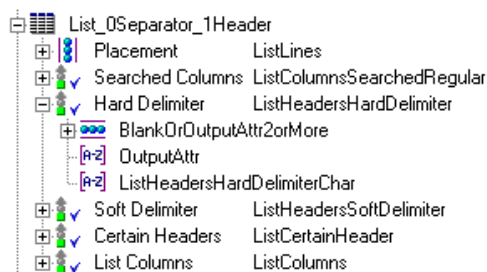 List_0Separator_1Header
Placement ListLines
Searched Columns ListColumnsSearchedRegular
Hard Delimiter ListHeadersHardDelimiter
BlankOrOutputAttr2orMore
[A-Z] OutputAttr
[A-Z] ListHeadersHardDelimiterChar
Soft Delimiter ListHeadersSoftDelimiter
Certain Headers ListCertainHeader
List Columns ListColumns